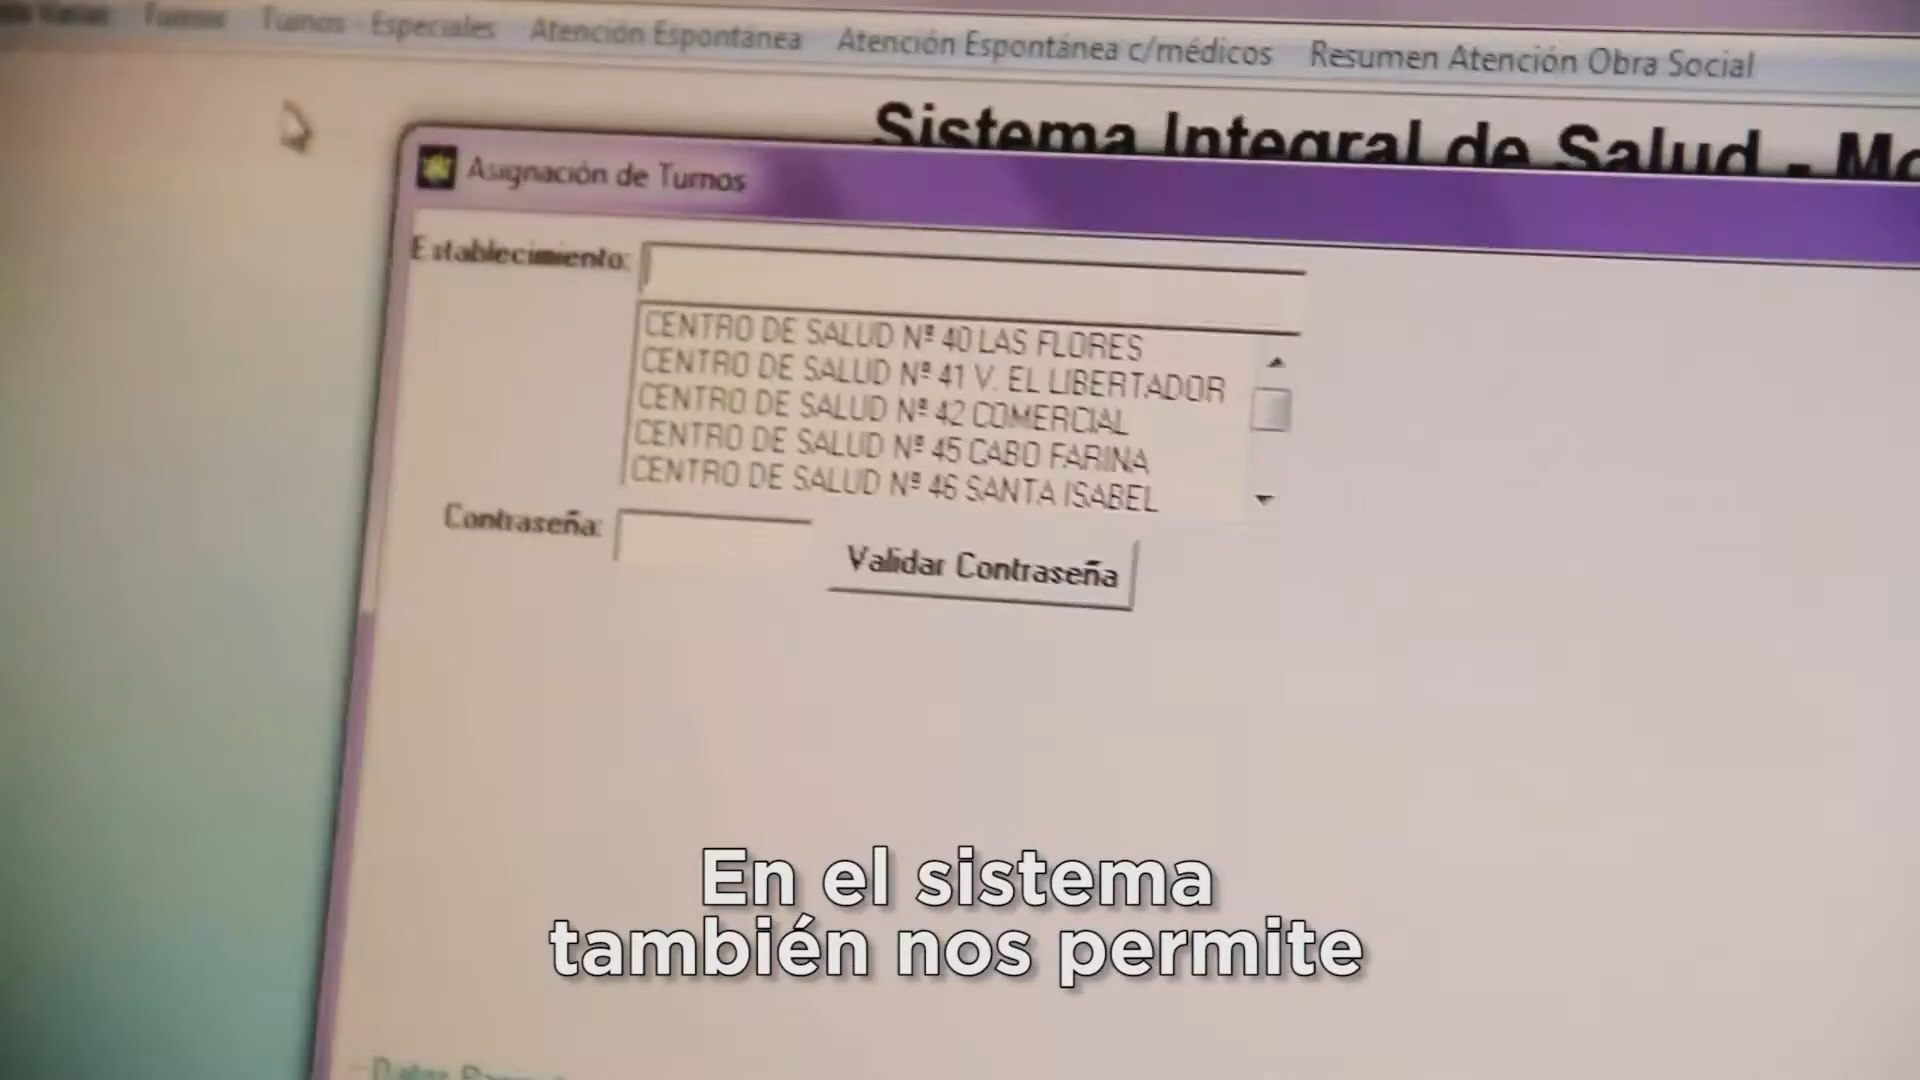 Varias Turnos Turnos - Especiales Atención Espontánea Atención Espontánea c/médicos Resumen Atención Obra Social
Sistema Integral de Salud - Mo
Asignación de Turnos
Establecimiento:
CENTRO DE SALUD Nº 40 LAS FLORES
CENTRO DE SALUD Nº 41 V. EL LIBERTADOR
CENTRO DE SALUD Nº 42 COMERCIAL
CENTRO DE SALUD Nº 45 CABO FARINA
CENTRO DE SALUD Nº 46 SANTA ISABEL
Contraseña:
Validar Contraseña
En el sistema
también nos permite